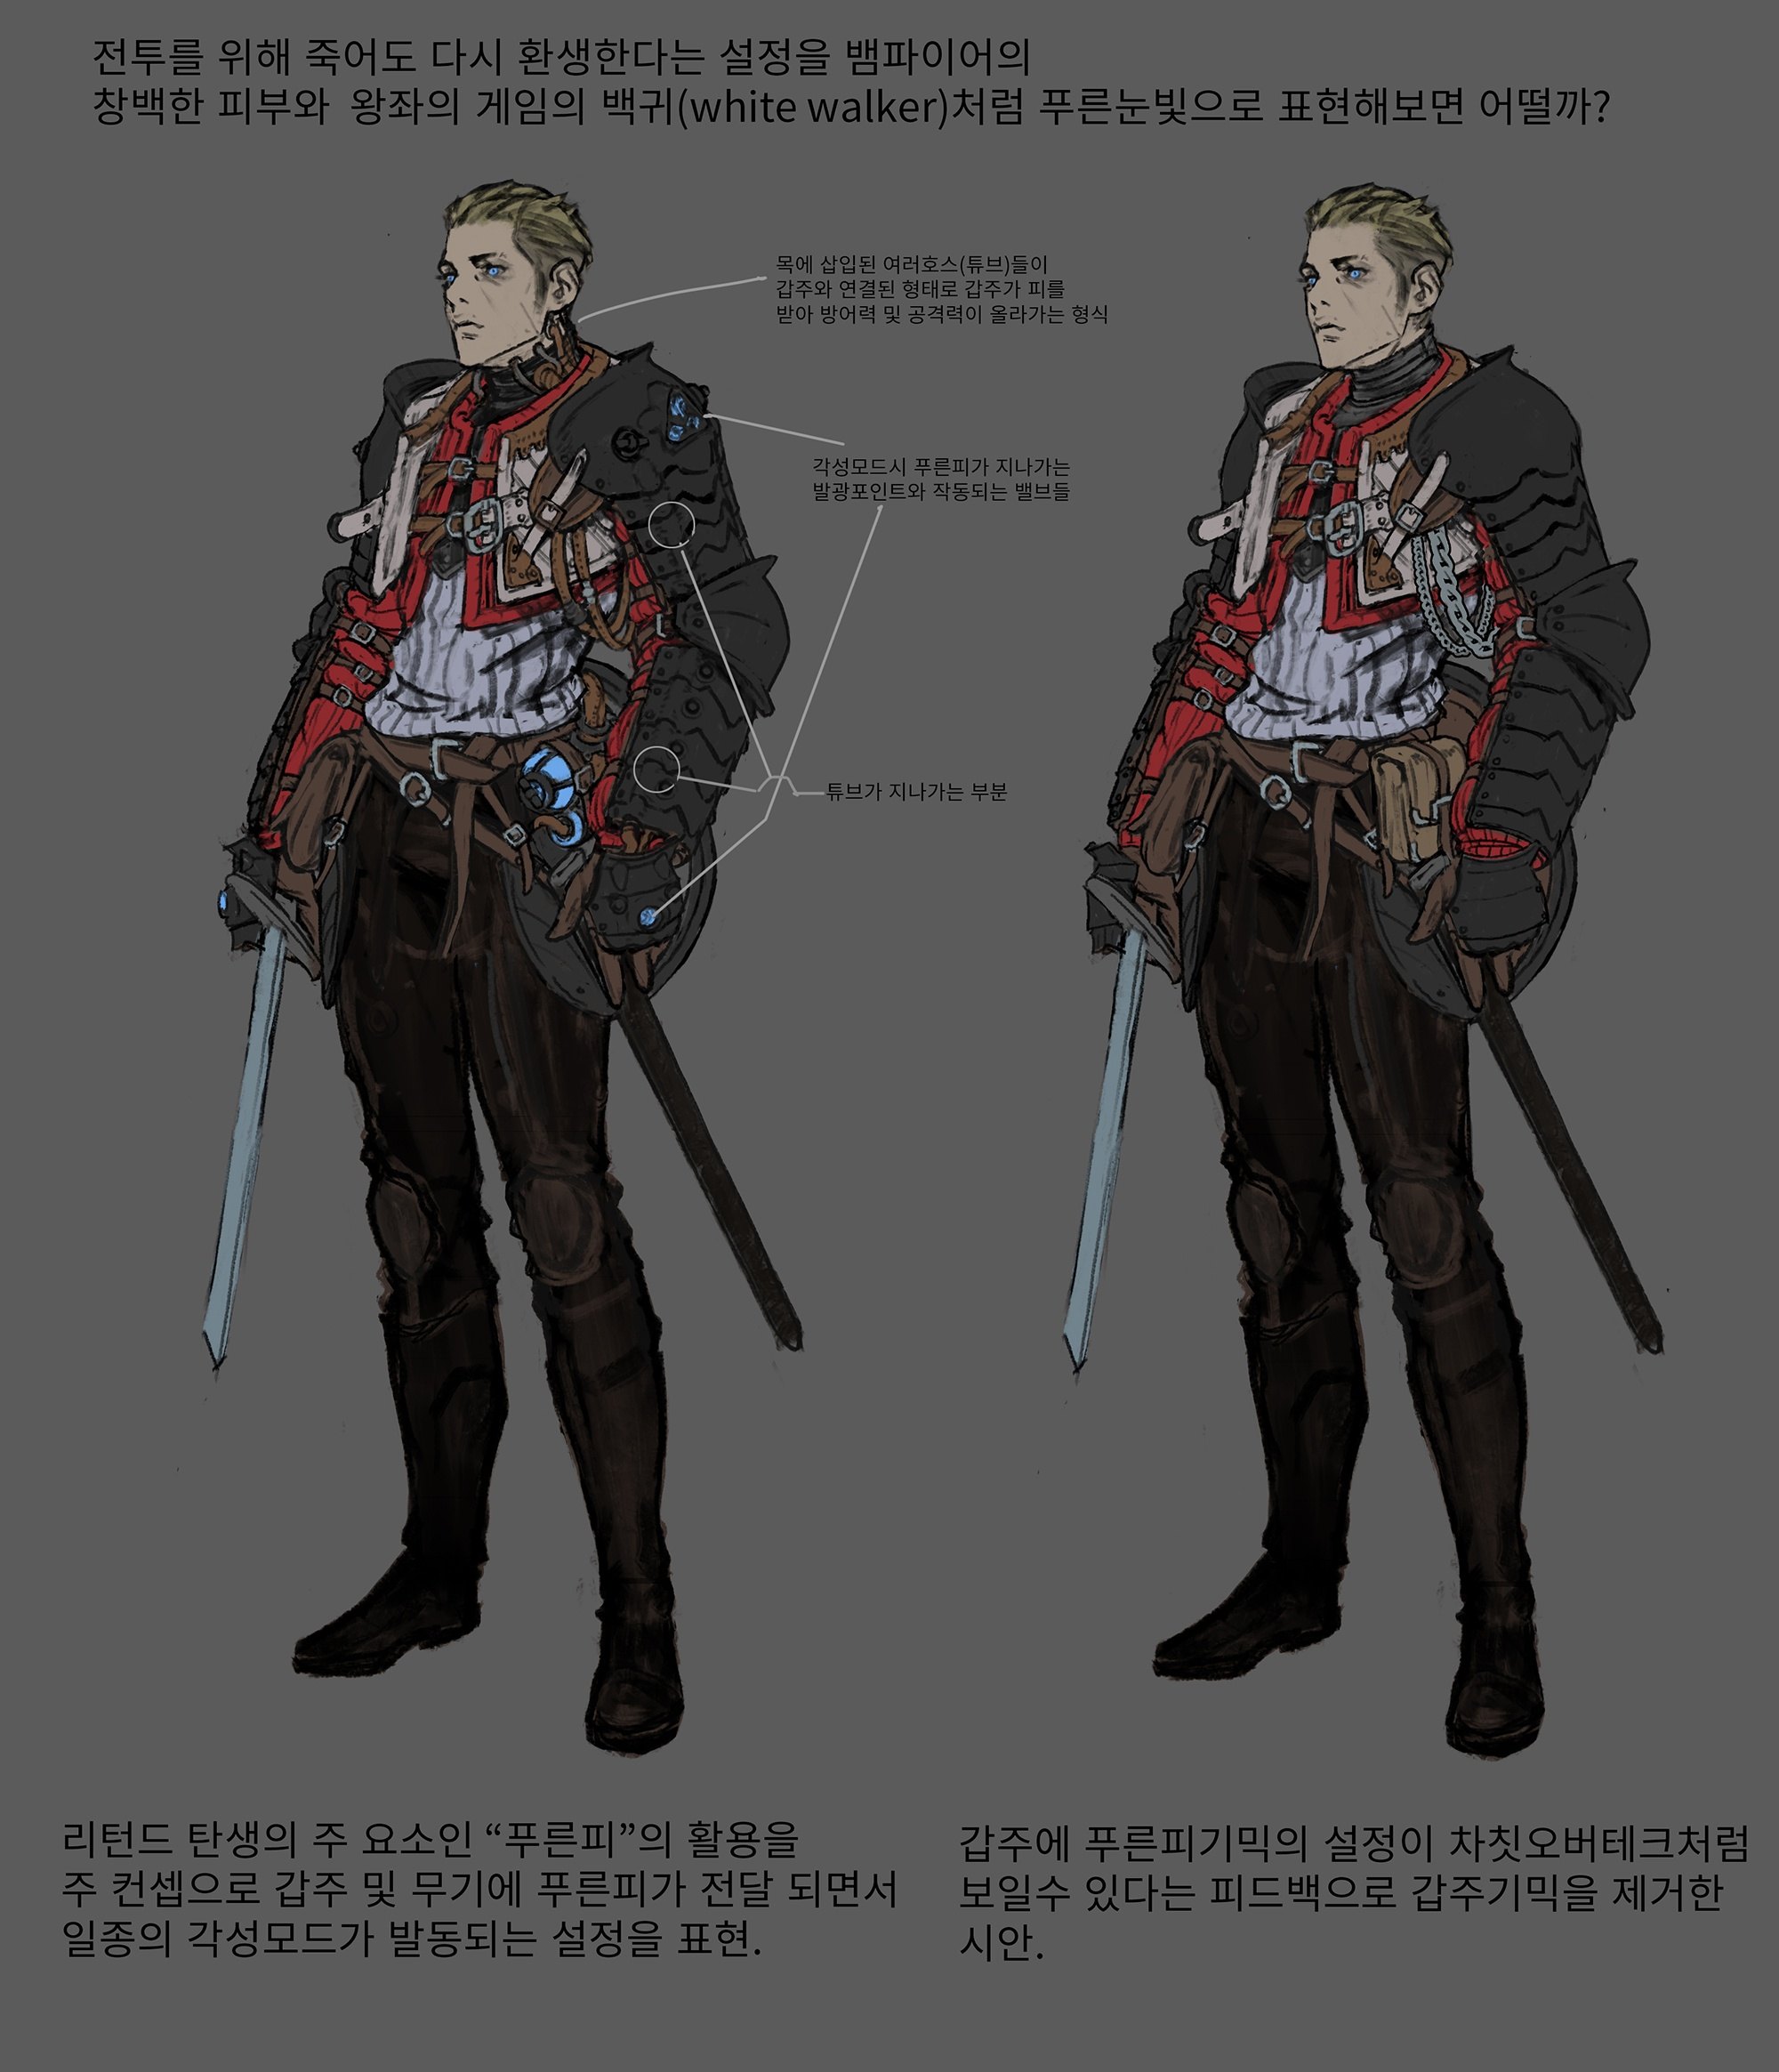 전투를 위해 죽어도 다시 환생한다는 설정을 뱀파이어의
창백한 피부와 왕좌의 게임의 백귀(white walker)처럼 푸른눈빛으로 표현해보면 어떨까?
목에 삽입된 여러호스(튜브)들이
갑주와 연결된 형태로 갑주가 피를
받아 방어력 및 공격력이 올라가는 형식
각성모드시 푸른피가 지나가는
발광포인트와 작동되는 밸브들
튜브가 지나가는 부분
리턴드 탄생의 주 요소인 “푸른피”의 활용을
주 컨셉으로 갑주 및 무기에 푸른피가 전달 되면서
일종의 각성모드가 발동되는 설정을 표현.
갑주에 푸른피기믹의 설정이 차칫오버테크처럼
보일수 있다는 피드백으로 갑주기믹을 제거한
시안.